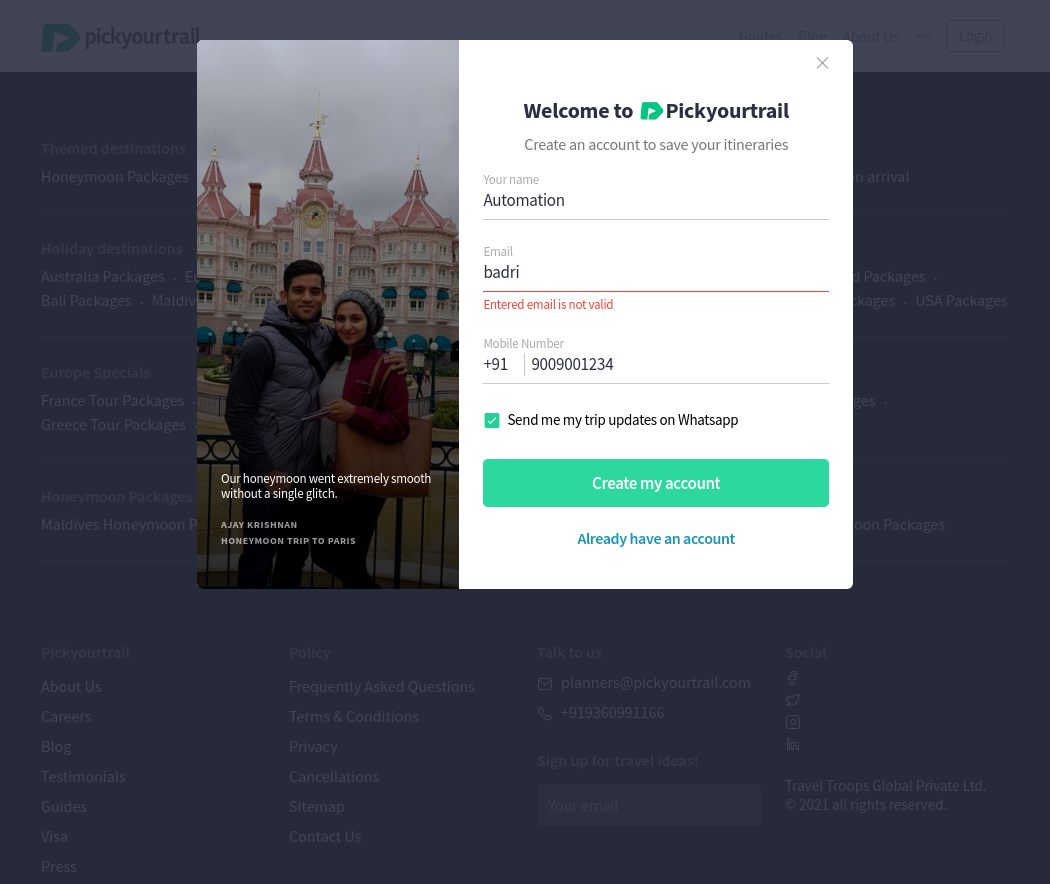 pickyourtrail
Guides Blog About Us ••• Login
Welcome to Pickyourtrail
Create an account to save your itineraries
Your name
Automation
Email
badri
Entered email is not valid
Mobile Number
+91 9009001234
Send me my trip updates on Whatsapp
Create my account
Already have an account
Our honeymoon went extremely smooth
without a single glitch.
AJAY KRISHNAN
HONEYMOON TRIP TO PARIS
Themed destinations
Honeymoon Packages
on arrival
Holiday destinations
Australia Packages ·
Packages ·
Bali Packages ·
· USA Packages
Europe Specials
France Tour Packages ·
Greece Tour Packages ·
Honeymoon Packages
Maldives Honeymoon
Packages
Pickyourtrail
About Us
Careers
Blog
Testimonials
Guides
Visa
Press
Policy
Frequently Asked Questions
Terms & Conditions
Privacy
Cancellations
Sitemap
Contact Us
Talk to us
planners@pickyourtrail.com
+919360991166
Sign up for travel ideas!
Your email
Social
Travel Troops Global Private Ltd.
© 2021 all rights reserved.